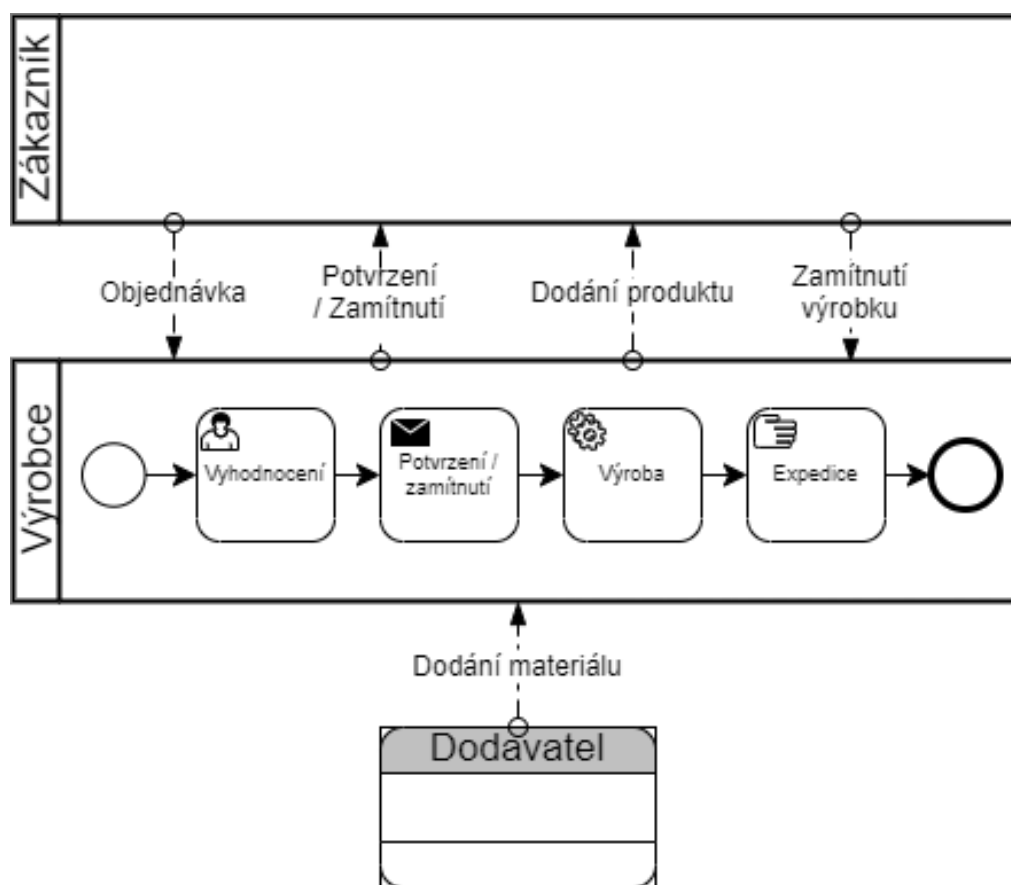 Zákazník
Objednávka
Potvrzení
/ Zamítnutí
Dodání produktu
Zamítnutí
výrobku
Výrobce
Vyhodnocení
Potvrzení /
zamítnutí
Výroba
Expedice
Dodání materiálu
Dodavatel